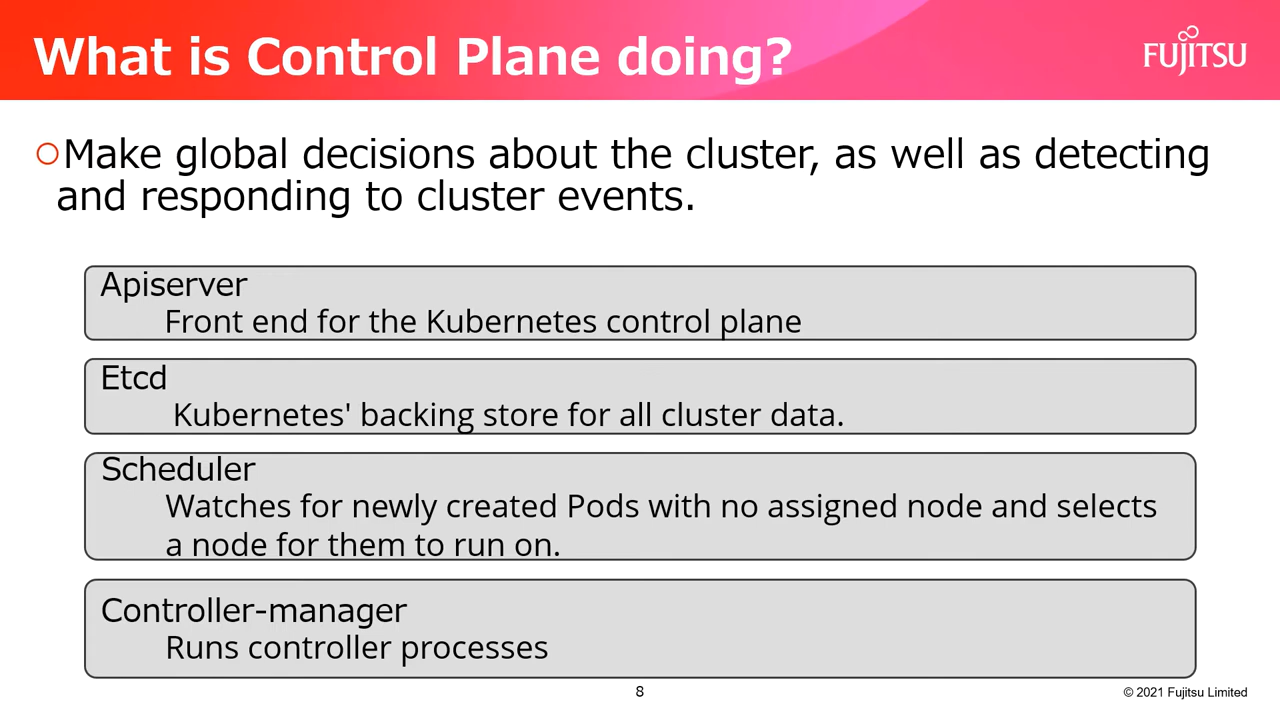 What is Control Plane doing?
FUJITSU
○Make global decisions about the cluster, as well as detecting
and responding to cluster events.
Apiserver
Front end for the Kubernetes control plane
Etcd
Kubernetes' backing store for all cluster data.
Scheduler
Watches for newly created Pods with no assigned node and selects
a node for them to run on.
Controller-manager
Runs controller processes
8
© 2021 Fujitsu Limited